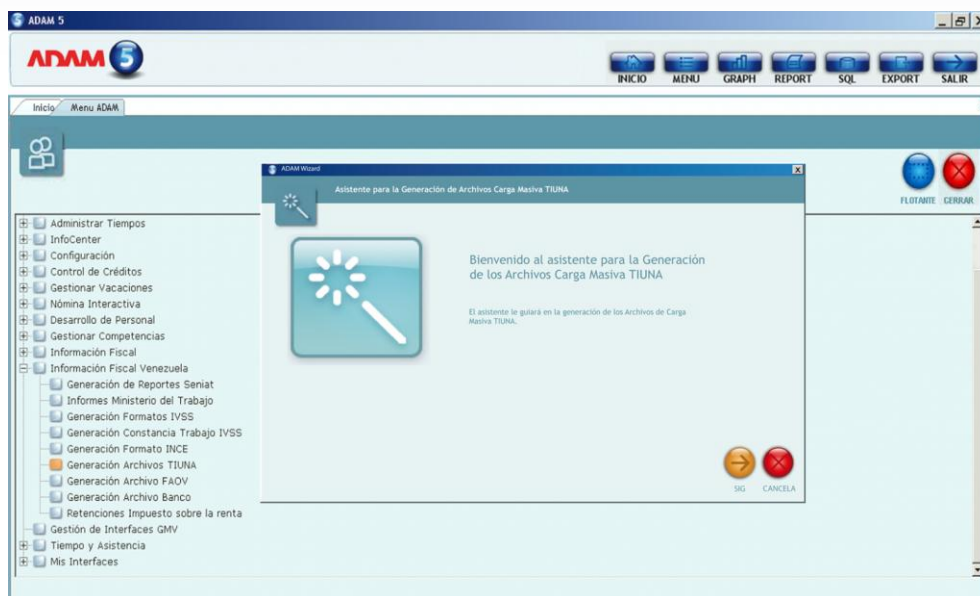 ADAM 5
ADAM 5
INICIO MENU GRAPH REPORT SQL EXPORT SALIR
Inicio Menu ADAM
FLOTANTE CERRAR
ADAM Wizard
Asistente para la Generación de Archivos Carga Masiva TIUNA
Bienvenido al asistente para la Generación
de los Archivos Carga Masiva TIUNA
El asistente le guiará en la generación de los Archivos de Carga
Masiva TIUNA.
SIG CANCELA
Administrar Tiempos
InfoCenter
Configuración
Control de Créditos
Gestionar Vacaciones
Nómina Interactiva
Desarrollo de Personal
Gestionar Competencias
Información Fiscal
Información Fiscal Venezuela
Generación de Reportes Seniat
Informes Ministerio del Trabajo
Generación Formatos IVSS
Generación Constancia Trabajo IVSS
Generación Formato INCE
Generación Archivos TIUNA
Generación Archivo FAOV
Generación Archivo Banco
Retenciones Impuesto sobre la renta
Gestión de Interfaces GMV
Tiempo y Asistencia
Mis Interfaces